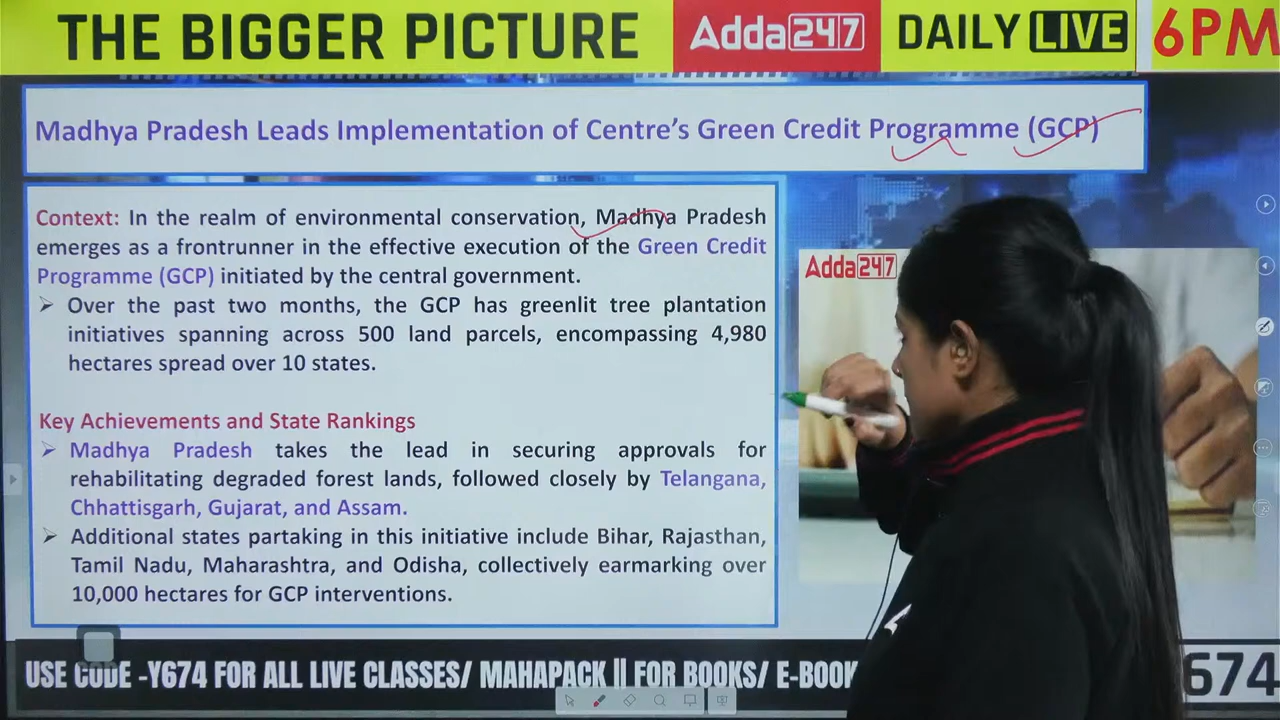 THE BIGGER PICTURE
Adda247
DAILY LIVE
6PM
Madhya Pradesh Leads Implementation of Centre's Green Credit Programme (GCP)
Context: In the realm of environmental conservation, Madhya Pradesh
emerges as a frontrunner in the effective execution of the Green Credit
Programme (GCP) initiated by the central government.
➢ Over the past two months, the GCP has greenlit tree plantation
initiatives spanning across 500 land parcels, encompassing 4,980
hectares spread over 10 states.
Adda247
Key Achievements and State Rankings
➢ Madhya Pradesh takes the lead in securing approvals for
rehabilitating degraded forest lands, followed closely by Telangana,
Chhattisgarh, Gujarat, and Assam.
➢ Additional states partaking in this initiative include Bihar, Rajasthan,
Tamil Nadu, Maharashtra, and Odisha, collectively earmarking over
10,000 hectares for GCP interventions.
USE CODE -Y674 FOR ALL LIVE CLASSES/ MAHAPACK || FOR BOOKS/ E-BOOK
674